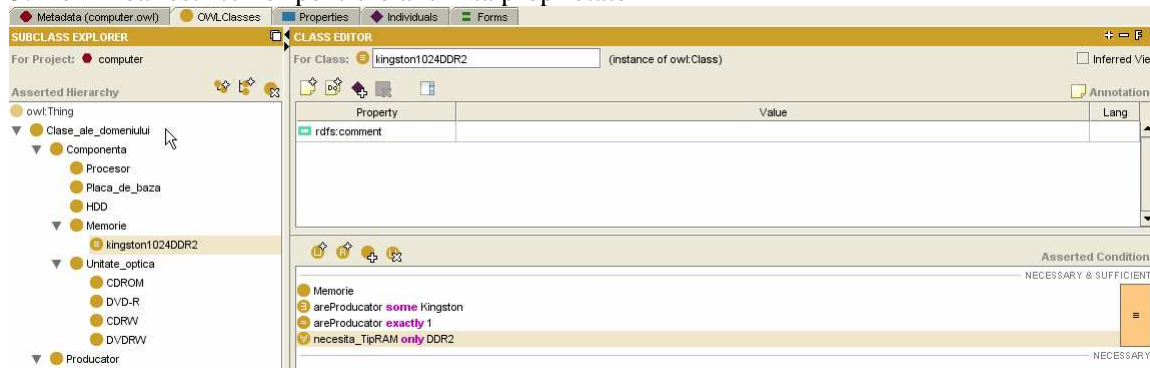 Metadata (computer.owl) OWLClasses Properties Individuals Forms
SUBCLASS EXPLORER
For Project: computer
Asserted Hierarchy
owl:Thing
Clase_ale_domeniului
Componenta
Procesor
Placa_de_baza
HDD
Memorie
kingston1024DDR2
Unitate_optica
CDROM
DVD-R
CDRW
DVDRW
Producator
CLASS EDITOR
For Class: kingston1024DDR2 (instance of owl:Class) Inferred Vie
Annotation
Property Value Lang
rdfs:comment
Asserted Condition
NECESSARY & SUFFICIENT
Memorie
areProducator some Kingston
areProducator exactly 1
necesita_TipRAM only DDR2
NECESSARY